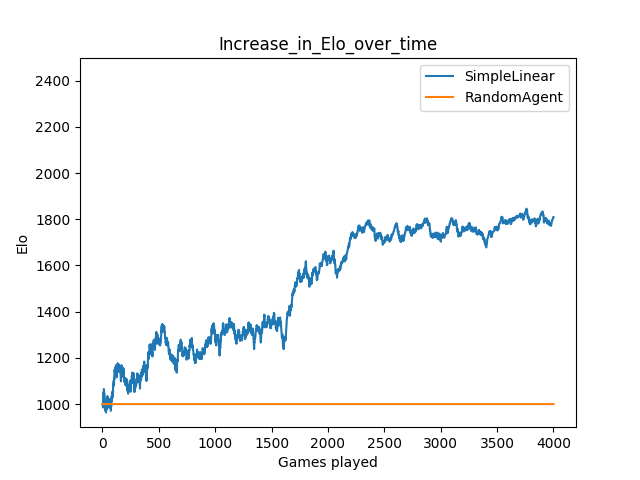 Increase_in_Elo_over_time
SimpleLinear
RandomAgent
2400
2200
2000
1800
1600
1400
1200
1000
Elo
0 500 1000 1500 2000 2500 3000 3500 4000
Games played